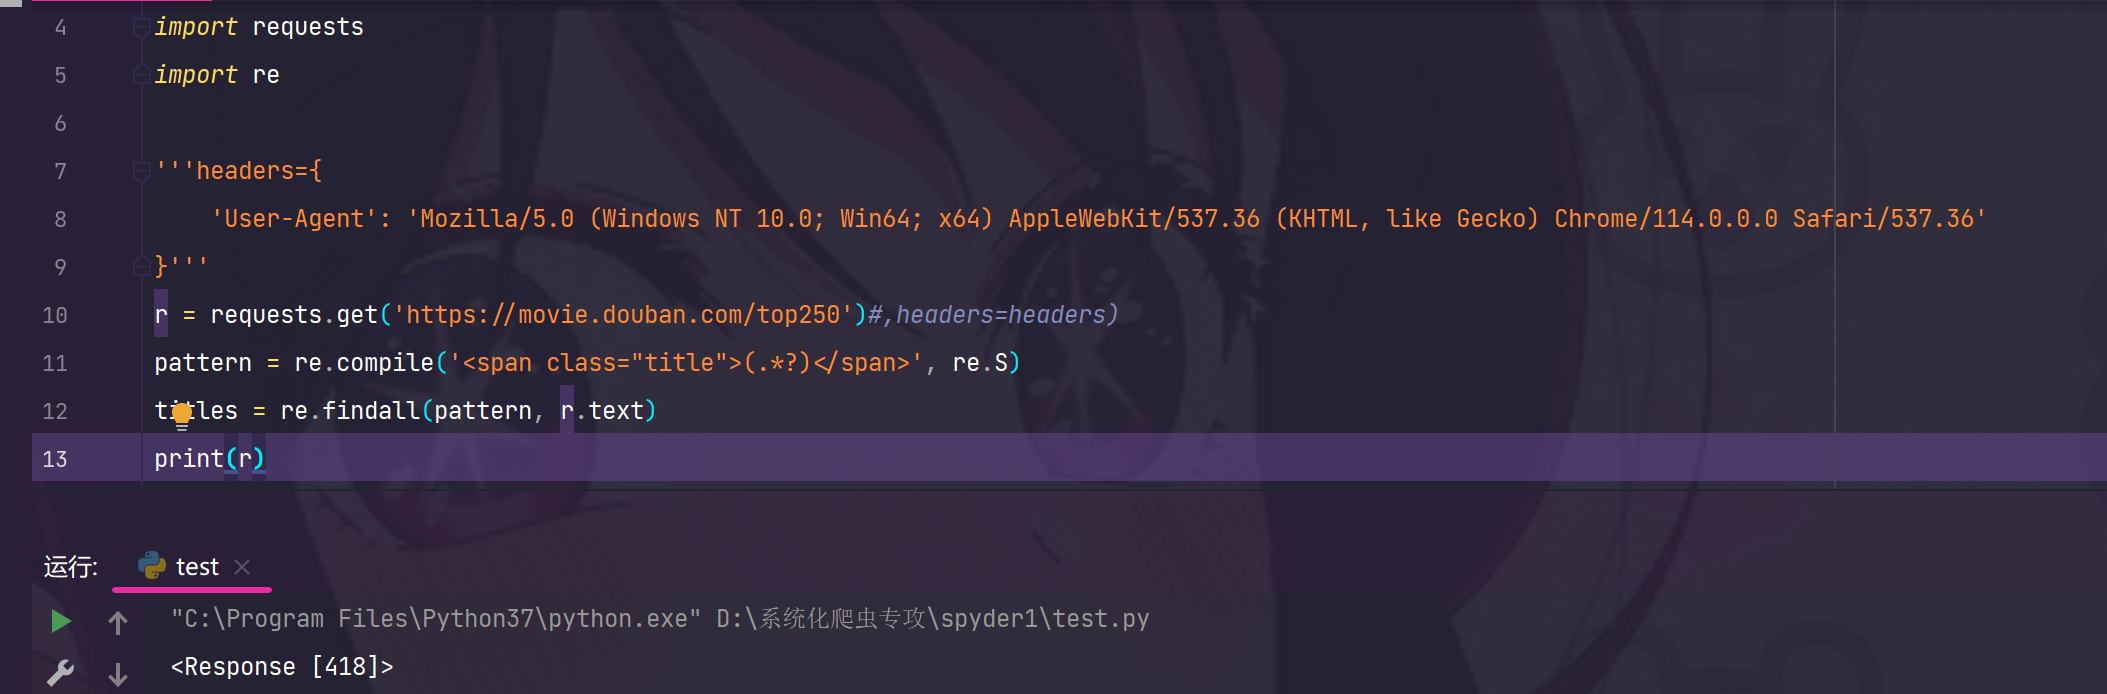 4 import requests
5 import re
6
7 '''headers={
8     'User-Agent': 'Mozilla/5.0 (Windows NT 10.0; Win64; x64) AppleWebKit/537.36 (KHTML, like Gecko) Chrome/114.0.0.0 Safari/537.36'
9 }'''
10 r = requests.get('https://movie.douban.com/top250')#,headers=headers)
11 pattern = re.compile('<span class="title">(.*?)</span>', re.S)
12 titles = re.findall(pattern, r.text)
13 print(r)
运行: test
"C:\Program Files\Python37\python.exe" D:\系统化爬虫专攻\spyder1\test.py
<Response [418]>